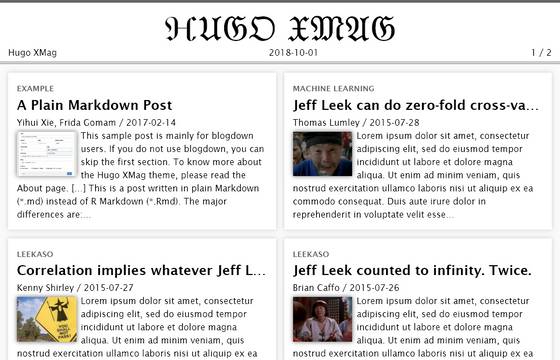 HUGO XMAG
Hugo XMag 2018-10-01 1 / 2
EXAMPLE
A Plain Markdown Post
Yihui Xie, Frida Gomam / 2017-02-14
This sample post is mainly for blogdown
users. If you do not use blogdown, you can
skip the first section. To know more about
the Hugo XMag theme, please read the
About page. [...] This is a post written in plain Markdown
(*.md) instead of R Markdown (*.Rmd). The major
differences are:...
MACHINE LEARNING
Jeff Leek can do zero-fold cross-va...
Thomas Lumley / 2015-07-28
Lorem ipsum dolor sit amet, consectetur
adipiscing elit, sed do eiusmod tempor
incididunt ut labore et dolore magna
aliqua. Ut enim ad minim veniam, quis
nostrud exercitation ullamco laboris nisi ut aliquip ex ea
commodo consequat. Duis aute irure dolor in
reprehenderit in voluptate velit esse...
LEEKASO
Correlation implies whatever Jeff L...
Kenny Shirley / 2015-07-27
YOU SHALL NOT PASS!
Lorem ipsum dolor sit amet, consectetur
adipiscing elit, sed do eiusmod tempor
incididunt ut labore et dolore magna
aliqua. Ut enim ad minim veniam, quis
nostrud exercitation ullamco laboris nisi ut aliquip ex ea
LEEKASO
Jeff Leek counted to infinity. Twice.
Brian Caffo / 2015-07-26
Lorem ipsum dolor sit amet, consectetur
adipiscing elit, sed do eiusmod tempor
incididunt ut labore et dolore magna
aliqua. Ut enim ad minim veniam, quis
nostrud exercitation ullamco laboris nisi ut aliquip ex ea